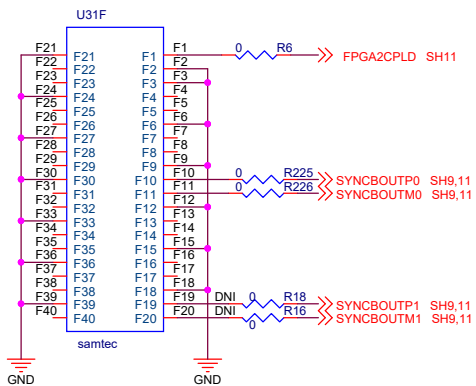 U31F
F21 F21 F1 F1 0 R6 FPGA2CPLD SH11
F22 F22 F2 F2
F23 F23 F3 F3
F24 F24 F4 F4
F25 F25 F5 F5
F26 F26 F6 F6
F27 F27 F7 F7
F28 F28 F8 F8
F29 F29 F9 F9
F30 F30 F10 F10 0 R225 SYNCBOUTP0 SH9,11
F31 F31 F11 F11 0 R226 SYNCBOUTM0 SH9,11
F32 F32 F12 F12
F33 F33 F13 F13
F34 F34 F14 F14
F35 F35 F15 F15
F36 F36 F16 F16
F37 F37 F17 F17
F38 F38 F18 F18
F39 F39 F19 F19 DNI 0 R18 SYNCBOUTP1 SH9,11
F40 F40 F20 F20 DNI 0 R16 SYNCBOUTM1 SH9,11
samtec
GND GND